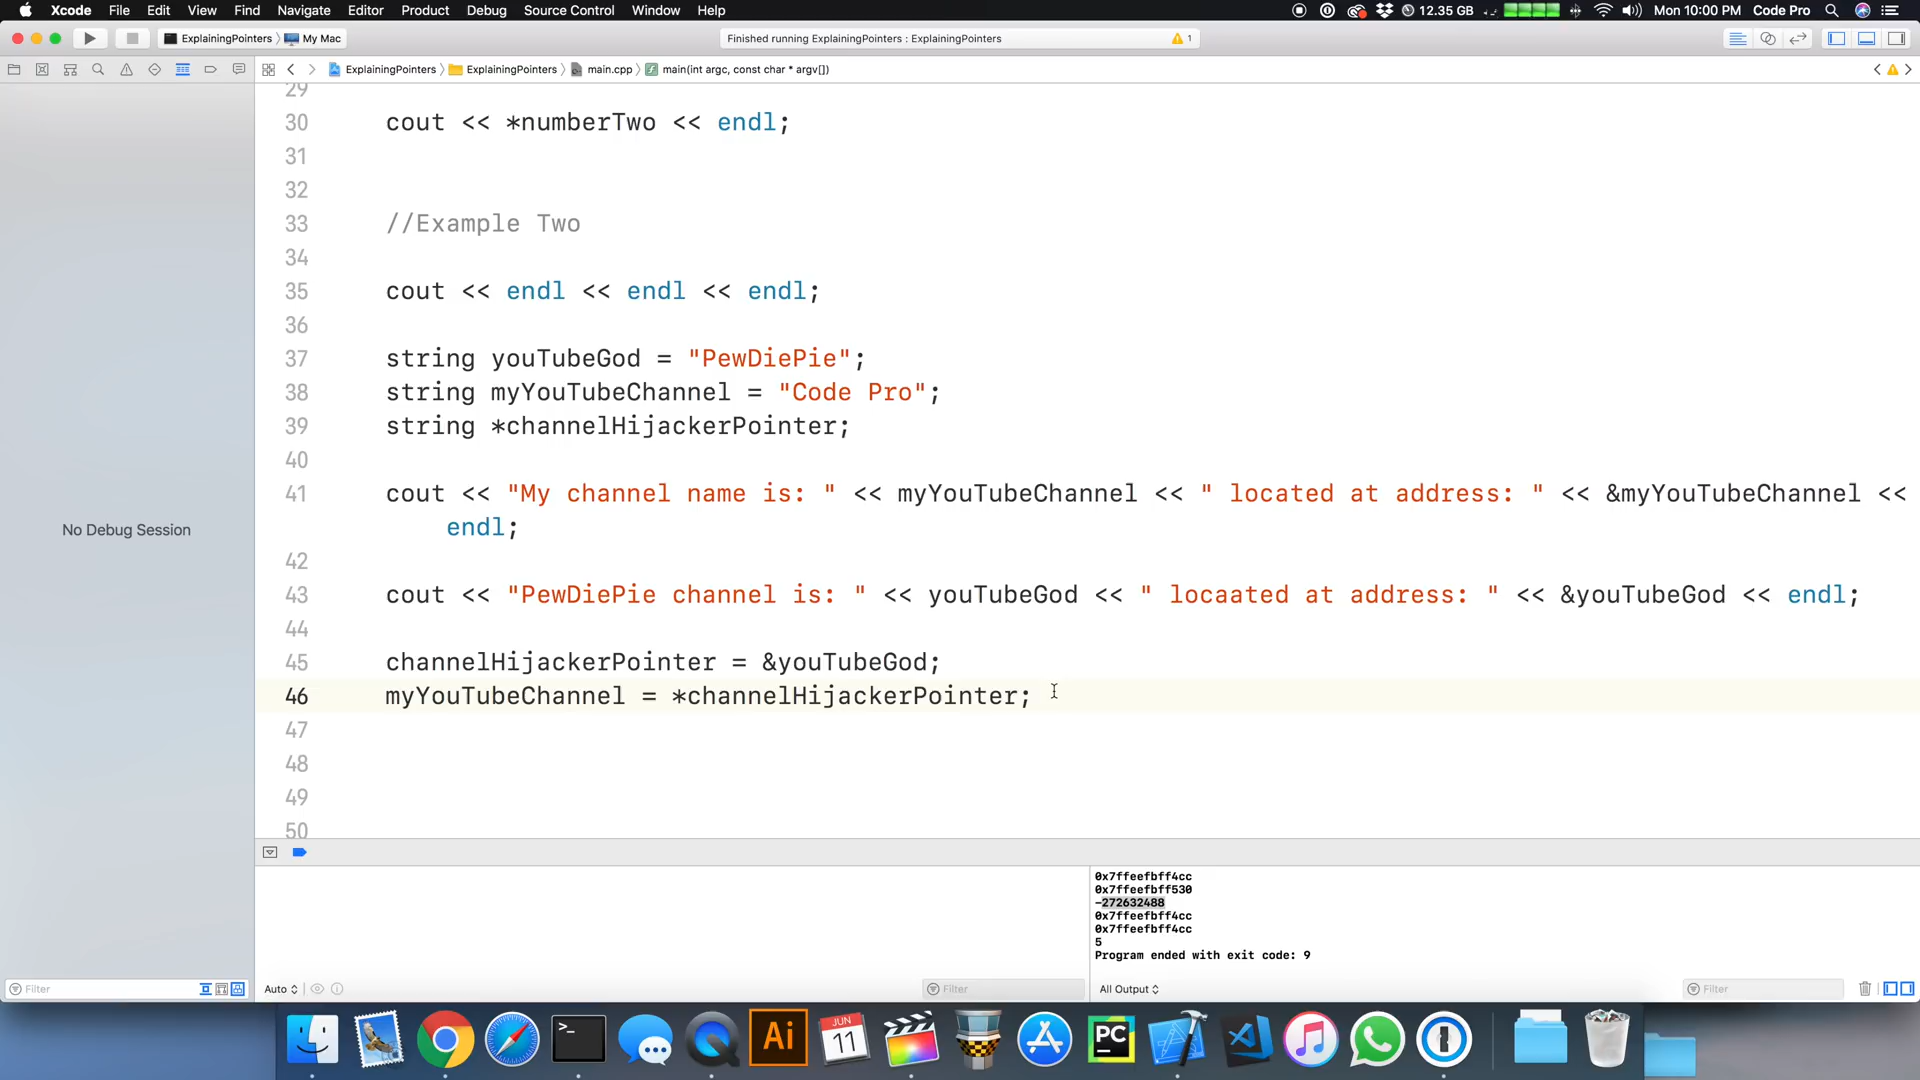 Xcode File Edit View Find Navigate Editor Product Debug Source Control Window Help 12.35 GB Mon 10:00 PM Code Pro
ExplainingPointers My Mac Finished running ExplainingPointers : ExplainingPointers 1
ExplainingPointers ExplainingPointers main.cpp main(int argc, const char * argv[])
29
30 cout << *numberTwo << endl;
31
32
33 //Example Two
34
35 cout << endl << endl << endl;
36
37 string youTubeGod = "PewDiePie";
38 string myYouTubeChannel = "Code Pro";
39 string *channelHijackerPointer;
40
41 cout << "My channel name is: " << myYouTubeChannel << " located at address: " << &myYouTubeChannel <<
endl;
42
43 cout << "PewDiePie channel is: " << youTubeGod << " locaated at address: " << &youTubeGod << endl;
44
45 channelHijackerPointer = &youTubeGod;
46 myYouTubeChannel = *channelHijackerPointer;
47
48
49
50
No Debug Session
0x7ffeefbff4cc
0x7ffeefbff530
-272632488
0x7ffeefbff4cc
0x7ffeefbff4cc
5
Program ended with exit code: 9
Filter Auto Filter All Output Filter
>_ Ai JUN 11 PC